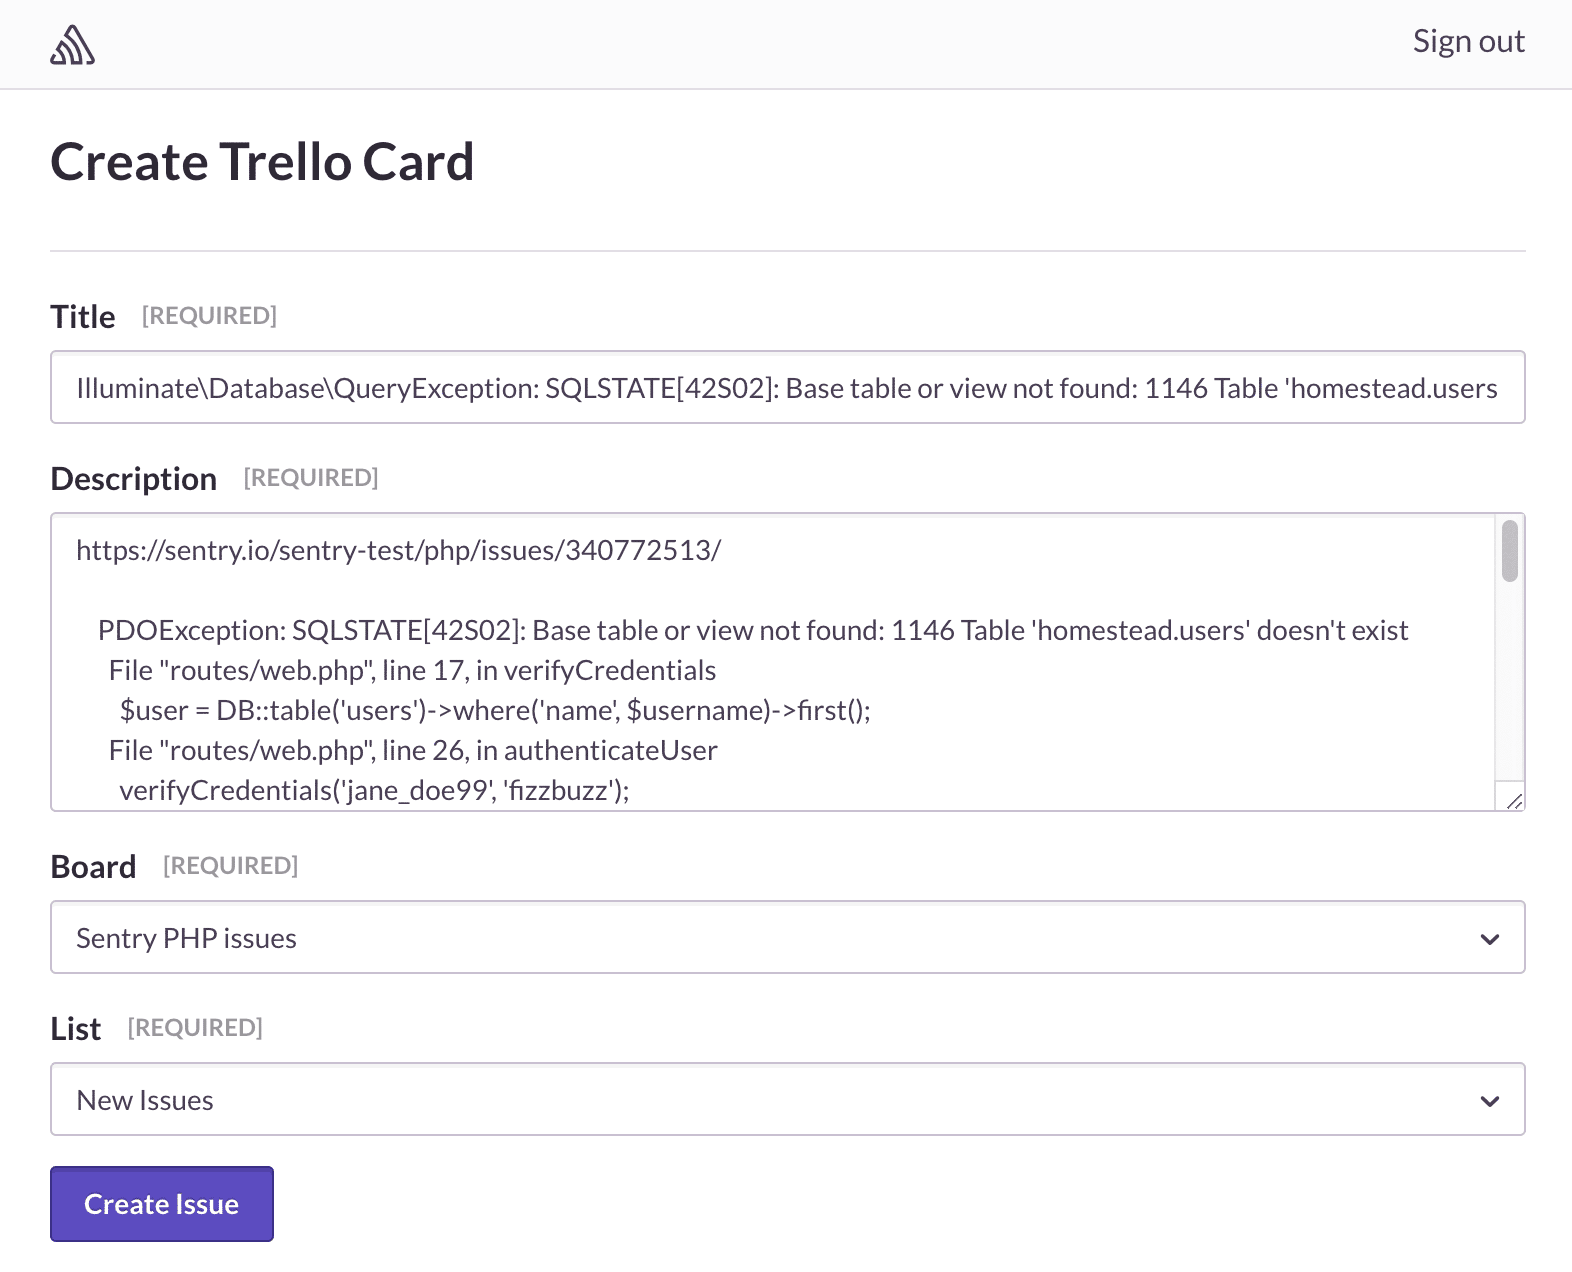 Sign out
Create Trello Card
Title [REQUIRED]
Illuminate\Database\QueryException: SQLSTATE[42S02]: Base table or view not found: 1146 Table 'homestead.users
Description [REQUIRED]
https://sentry.io/sentry-test/php/issues/340772513/
PDOException: SQLSTATE[42S02]: Base table or view not found: 1146 Table 'homestead.users' doesn't exist
File "routes/web.php", line 17, in verifyCredentials
$user = DB::table('users')->where('name', $username)->first();
File "routes/web.php", line 26, in authenticateUser
verifyCredentials('jane_doe99', 'fizzbuzz');
Board [REQUIRED]
Sentry PHP issues
List [REQUIRED]
New Issues
Create Issue